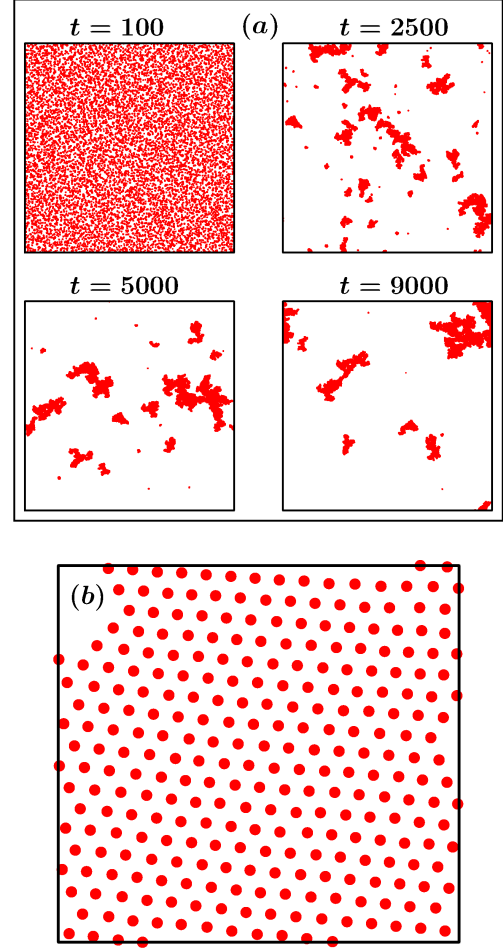 t = 100
(a)
t = 2500
t = 5000
t = 9000
(b)